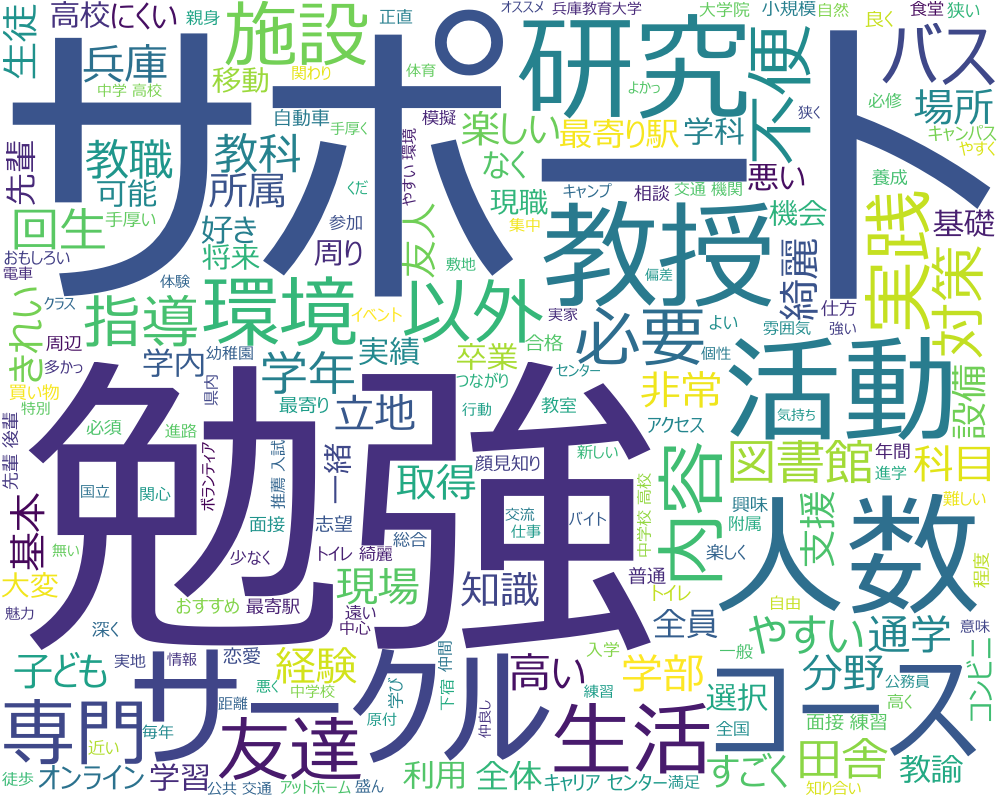 高校
にくい
施設
オススメ
兵庫教育大学
大学院
小規模
自然
良く
食堂
狭い
生徒
兵庫
親身
正直
サポート
研究
不便
バス
移動
関わり
体育
よかっ
必修
中学 高校
自動車
手厚く
模擬
楽しい
最寄り駅
学科
場所
キャンパス
狭く
やすく
先輩
教職
教科
なく
悪い
可能
所属
くだ
やすい 環境
現職
キャンプ
相談
交通 機関
養成
回生
手厚い
好き
参加
友人
集中
教授
機会
実践
基礎
おもしろい
将来
周り
敷地
偏差
綺麗
対策
電車
体験
環境
以外
仕方
きれい
クラス
指導
イベント
実家
必要
よい
雰囲気
強い
周辺
学内
幼稚園
実績
卒業
合格
個性
活動
買い物
多かっ
県内
学年
つながり
センター
非常
気持ち
設備
特別
最寄り
立地
行動
教室
アクセス
先輩 後輩
必須
進路
勉強
ボランティア
推薦 入試
一緒
取得
顔見知り
新しい
内容
図書館
年間
科目
進学
国立
関心
志望
交流
仕事
バイト
中学校 高校
興味
支援
難しい
基本
面接
附属
無い
少なく
トイレ 綺麗
総合
楽しく
人数
大変
おすすめ
最寄駅
現場
知識
普通
トイレ
自由
程度
魅力
深く
遠い
中心
全員
やすい
通学
意味
子ども
実地
情報
恋愛
経験
下宿
仲間
高い
入学
学部
一般
分野
公務員
コンビニ
専門
悪く
中学校
サークル
学び
練習
選択
コース
高く
距離
原付
仲良し
生活
全国
面接 練習
近い
毎年
友達
すごく
田舎
徒歩
オンライン
学習
公共 交通
アットホーム
盛ん
利用
全体
キャリア センター
満足
知り合い
教諭